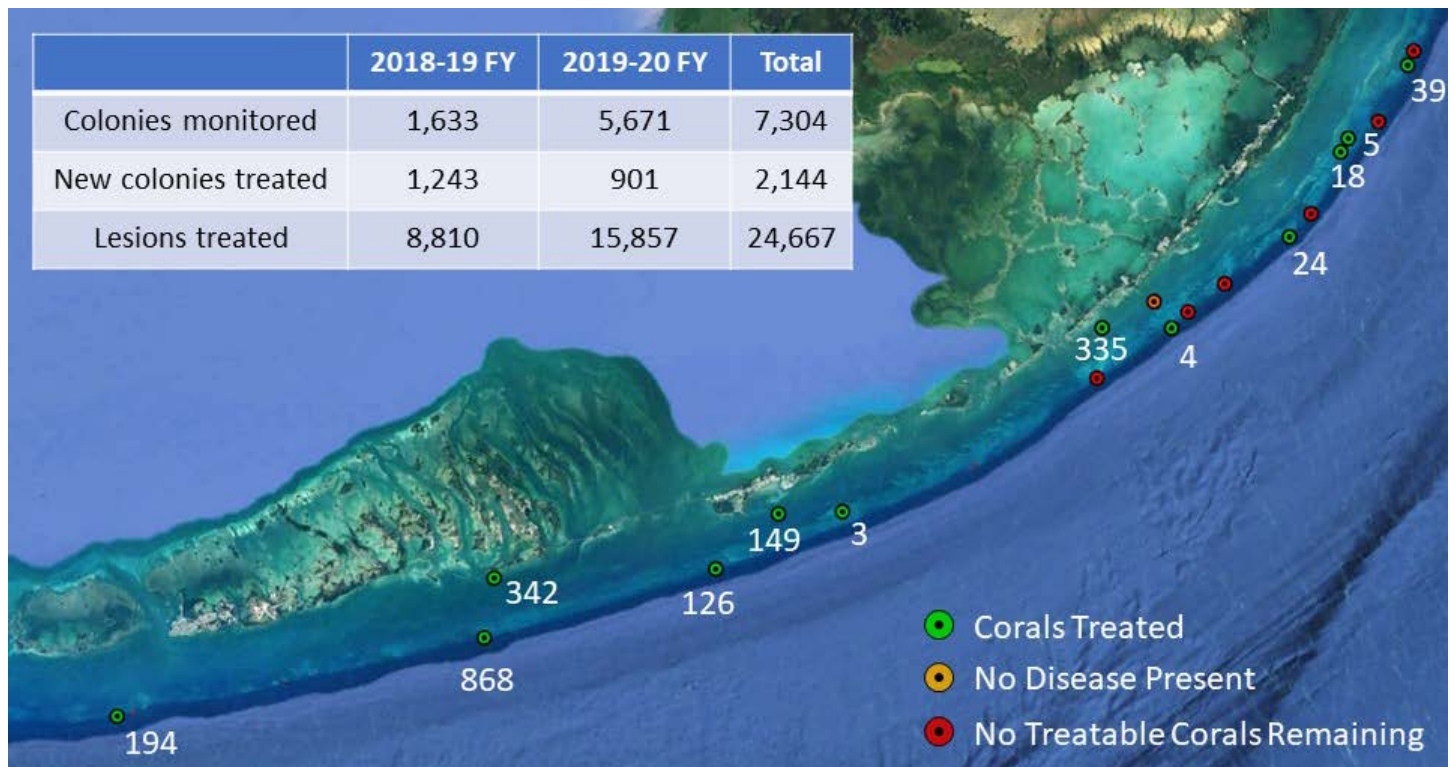 2018-19 FY 2019-20 FY Total
Colonies monitored 1,633 5,671 7,304
New colonies treated 1,243 901 2,144
Lesions treated 8,810 15,857 24,667
39
5
18
24
335
4
149
3
342
126
868
194
Corals Treated
No Disease Present
No Treatable Corals Remaining